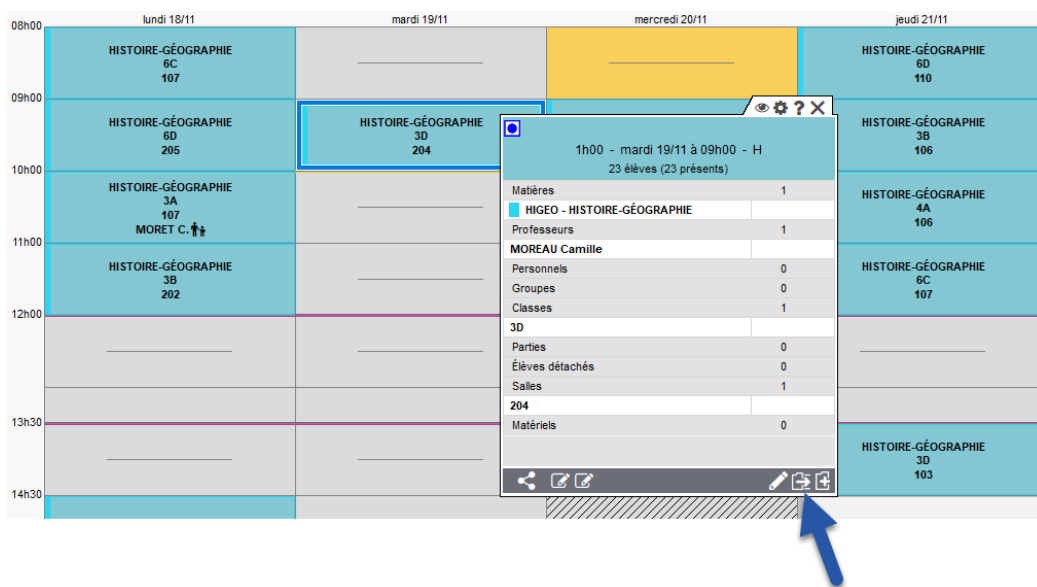 lundi 18/11
mardi 19/11
mercredi 20/11
jeudi 21/11
08h00
HISTOIRE-GÉOGRAPHIE
6C
107
HISTOIRE-GÉOGRAPHIE
6D
110
09h00
HISTOIRE-GÉOGRAPHIE
6D
205
HISTOIRE-GÉOGRAPHIE
3D
204
HISTOIRE-GÉOGRAPHIE
3B
106
10h00
HISTOIRE-GÉOGRAPHIE
3A
107
MORET C.
HISTOIRE-GÉOGRAPHIE
4A
106
11h00
HISTOIRE-GÉOGRAPHIE
3B
202
HISTOIRE-GÉOGRAPHIE
6C
107
12h00
13h30
HISTOIRE-GÉOGRAPHIE
3D
103
14h30
?
1h00 - mardi 19/11 à 09h00 - H
23 élèves (23 présents)
Matières 1
HIGEO - HISTOIRE-GÉOGRAPHIE
Professeurs 1
MOREAU Camille
Personnels 0
Groupes 0
Classes 1
3D
Parties 0
Élèves détachés 0
Salles 1
204
Matériels 0